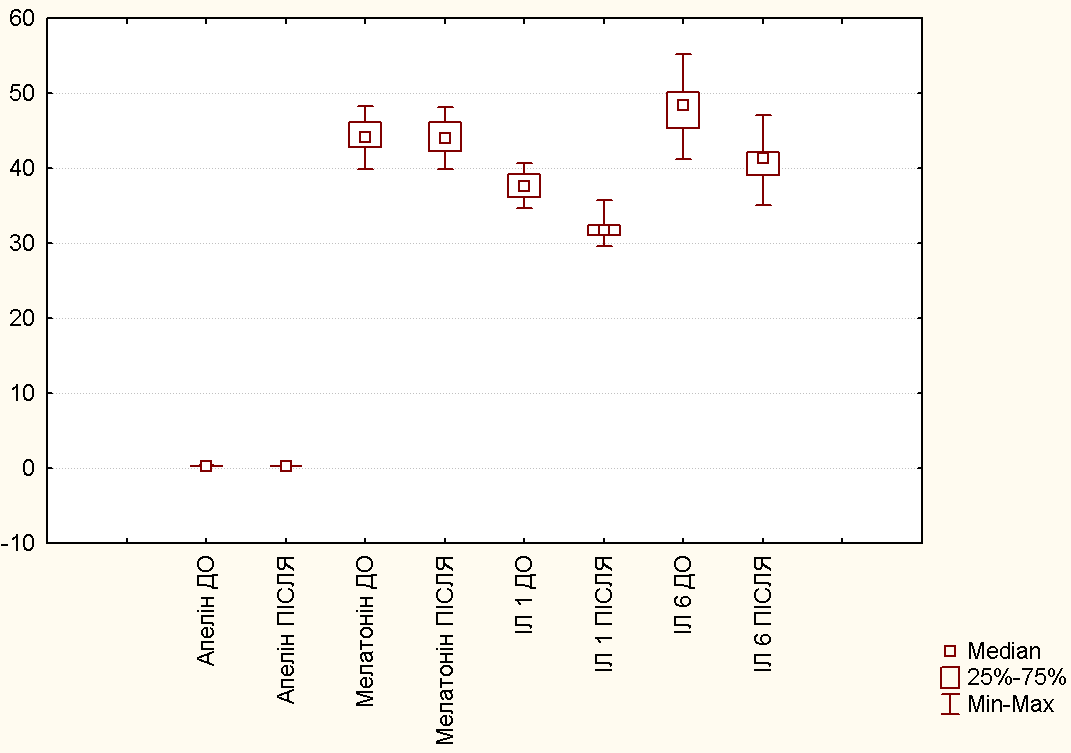 60
50
40
30
20
10
0
-10
Апелін ДО
Апелін ПІСЛЯ
Мелатонін ДО
Мелатонін ПІСЛЯ
ІЛ 1 ДО
ІЛ 1 ПІСЛЯ
ІЛ 6 ДО
ІЛ 6 ПІСЛЯ
Median
25%-75%
Min-Max